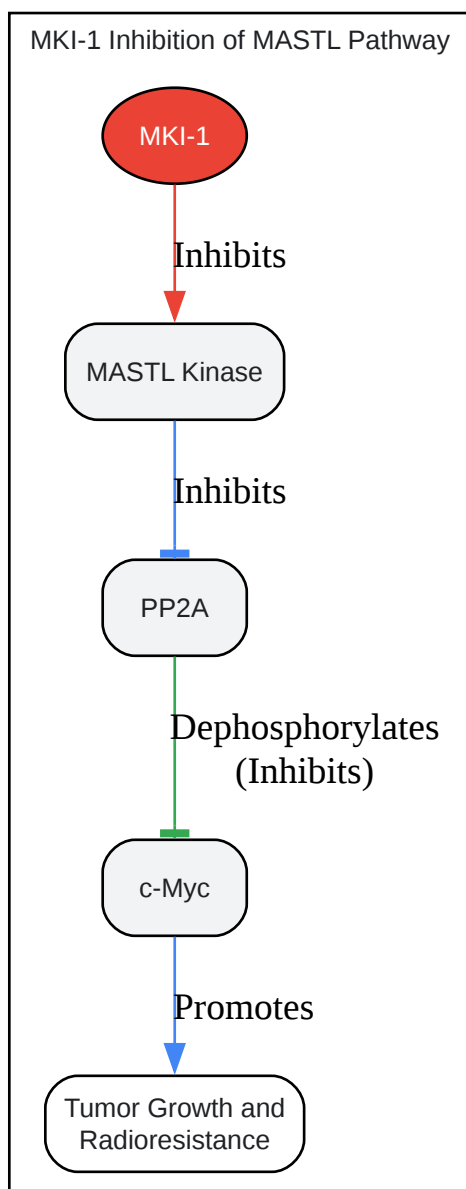 MKI-1 Inhibition of MASTL Pathway
MKI-1
Inhibits
MASTL Kinase
Inhibits
PP2A
Dephosphorylates
(Inhibits)
c-Myc
Promotes
Tumor Growth and
Radioresistance